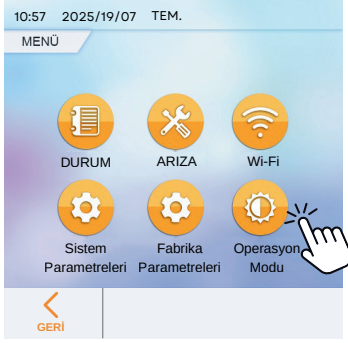 10:57 2025/19/07 TEM.
MENÜ
DURUM ARIZA Wi-Fi
Sistem Parametreleri
Fabrika Parametreleri
Operasyon Modu
GERİ